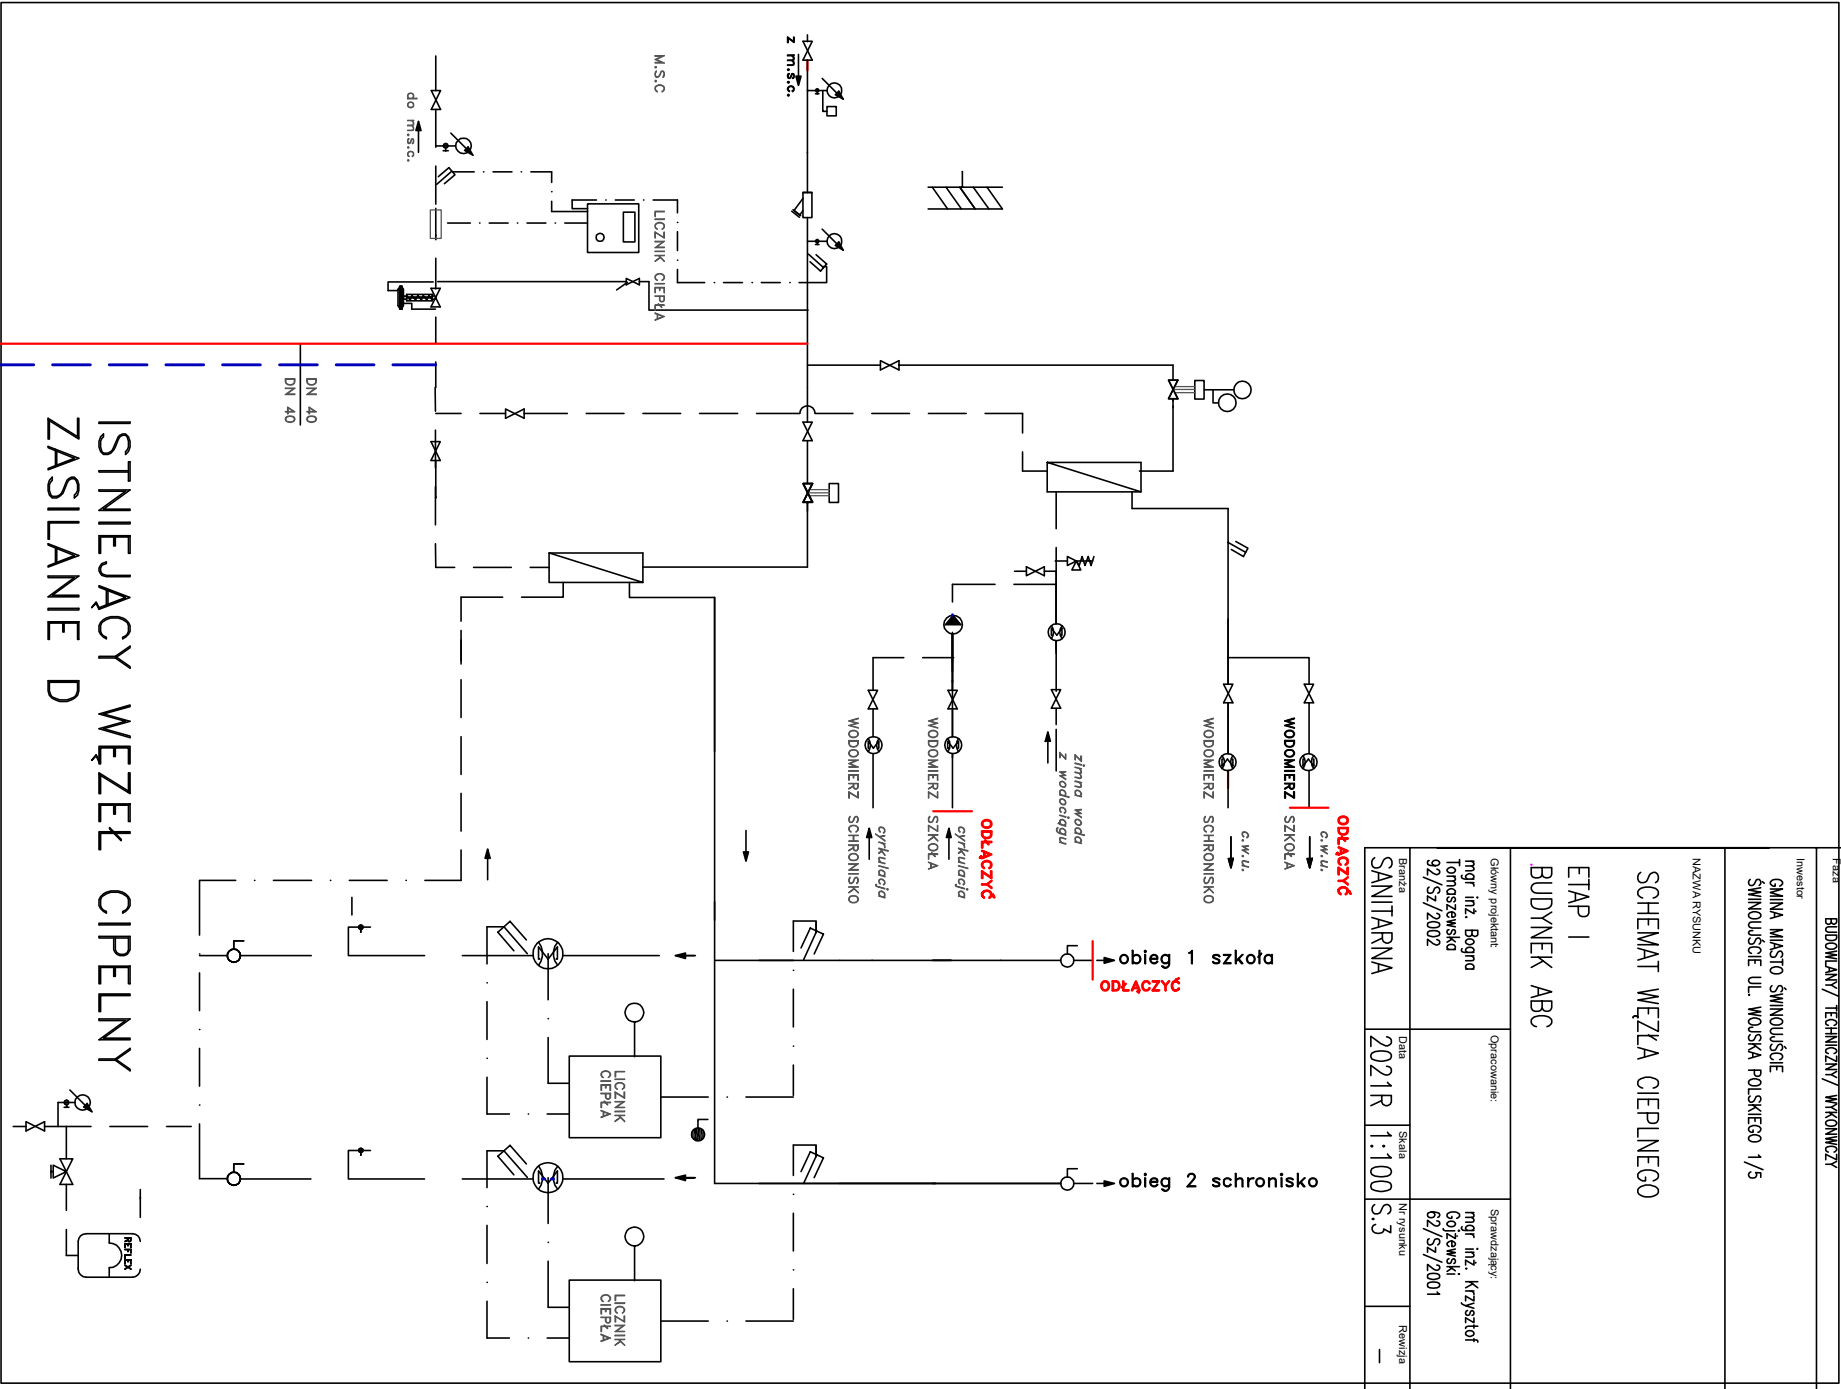 z m.s.c.
M.S.C
do m.s.c.
LICZNIK CIEPŁA
DN 40
DN 40
ISTNIEJĄCY WĘZEŁ CIPELNY
ZASILANIE D
WODOMIERZ SZKOŁA
c.w.u.
ODŁĄCZYĆ
WODOMIERZ SCHRONISKO
c.w.u.
zimna woda
z wodociągu
WODOMIERZ SZKOŁA
cyrkulacja
ODŁĄCZYĆ
WODOMIERZ SCHRONISKO
cyrkulacja
obieg 1 szkoła
ODŁĄCZYĆ
obieg 2 schronisko
LICZNIK
CIEPŁA
LICZNIK
CIEPŁA
REFLEX
Faza
BUDOWLANY/ TECHNICZNY/ WYKONWCZY
Inwestor
GMINA MIASTO ŚWINOUJŚCIE
ŚWINOUJŚCIE UL. WOJSKA POLSKIEGO 1/5
NAZWA RYSUNKU
SCHEMAT WĘZŁA CIEPLNEGO
ETAP I
BUDYNEK ABC
Główny projektant:
mgr inż. Bogna
Tomaszewska
92/Sz/2002
Opracowanie:
Sprawdzający:
mgr inż. Krzysztof
Gojżewski
62/Sz/2001
Branża
SANITARNA
Data
2021R
Skala
1:100
Nr rysunku
S.3
Rewizja
–